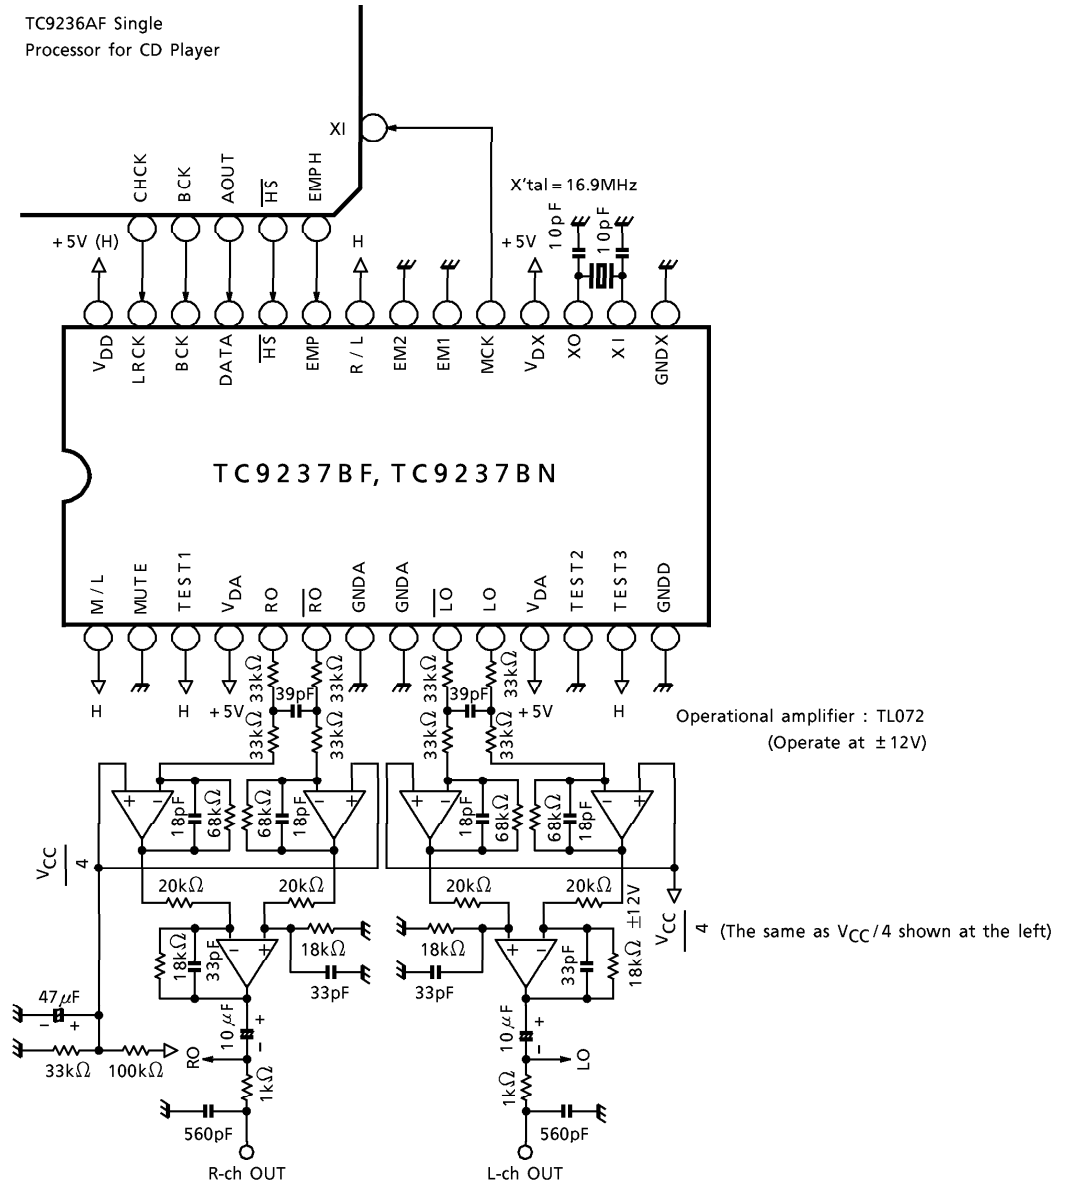 TC9236AF Single
Processor for CD Player
XI
CHCK BCK AOUT HS EMPH
X'tal = 16.9MHz
10pF 10pF
+5V (H) H +5V
VDD LRCK BCK DATA HS EMP R/L EM2 EM1 MCK VDX XO XI GNDX
TC9237BF, TC9237BN
M/L MUTE TEST1 VDA RO RO GNDA GNDA LO LO VDA TEST2 TEST3 GNDD
33kΩ 33kΩ 33kΩ 33kΩ
39pF 39pF
H H +5V +5V H
33kΩ 33kΩ 33kΩ 33kΩ
Operational amplifier : TL072
(Operate at ±12V)
+ − − + + − − +
18pF 68kΩ 68kΩ 18pF 18pF 68kΩ 68kΩ 18pF
VCC
4
20kΩ 20kΩ 20kΩ 20kΩ
±12V
VCC
4
(The same as VCC/4 shown at the left)
18kΩ 33pF − + 18kΩ 18kΩ + − 33pF 18kΩ
33pF 33pF
47μF
− +
10μF + − 10μF + −
33kΩ 100kΩ
RO LO
1kΩ 1kΩ
560pF 560pF
R-ch OUT L-ch OUT